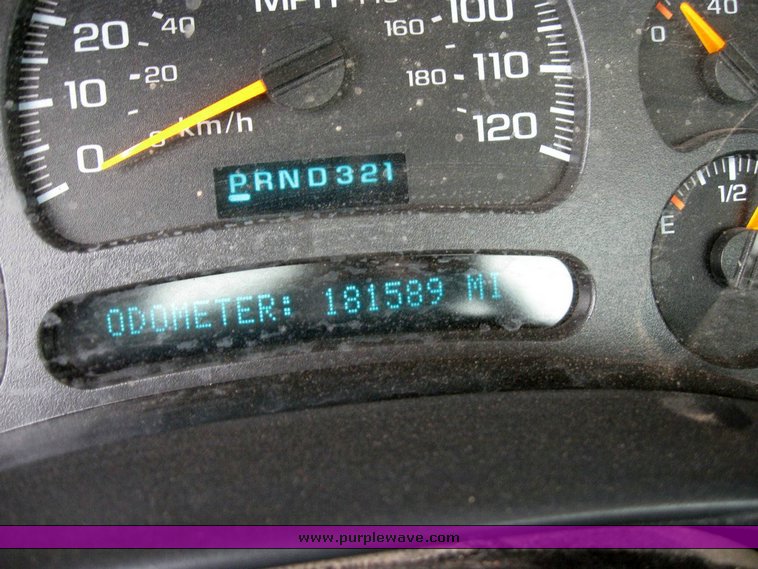 MPH
20 40 160 100 40
0
10 20 180 110
0 km/h 120
1/2
PRND321
E
ODOMETER: 181589 MI
www.purplewave.com